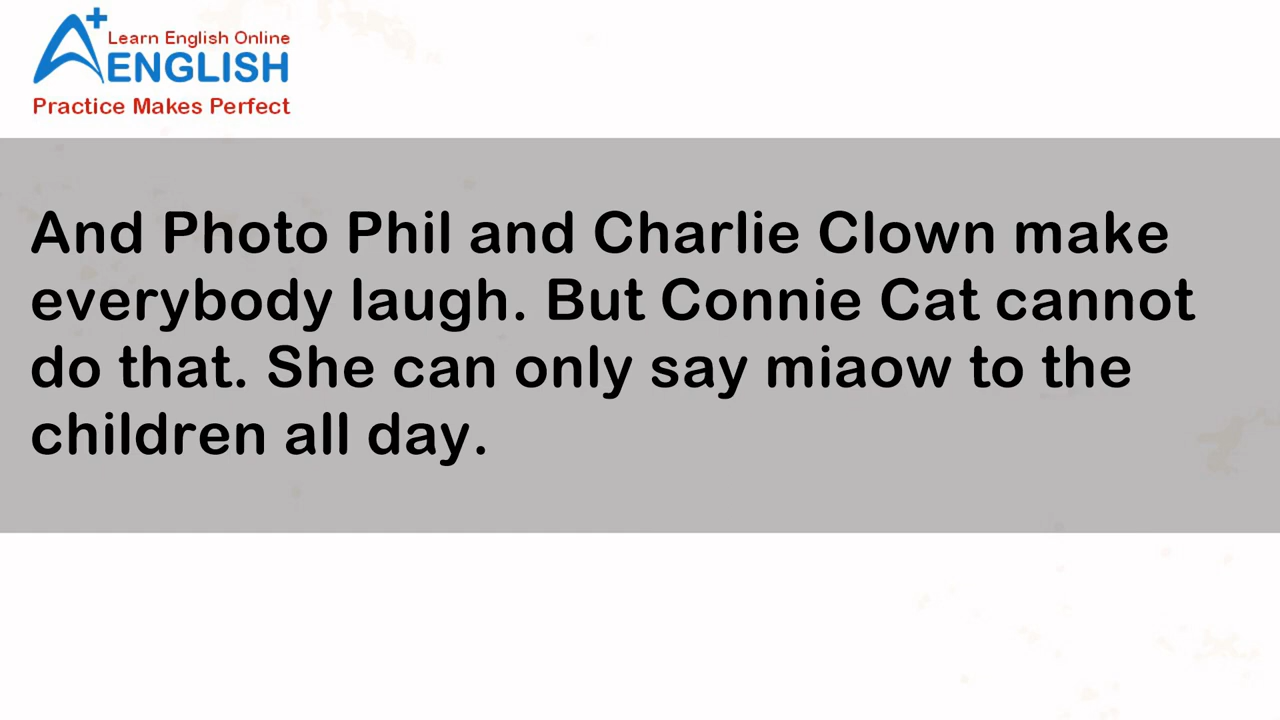 Learn English Online
A+ ENGLISH
Practice Makes Perfect
And Photo Phil and Charlie Clown make
everybody laugh. But Connie Cat cannot
do that. She can only say miaow to the
children all day.